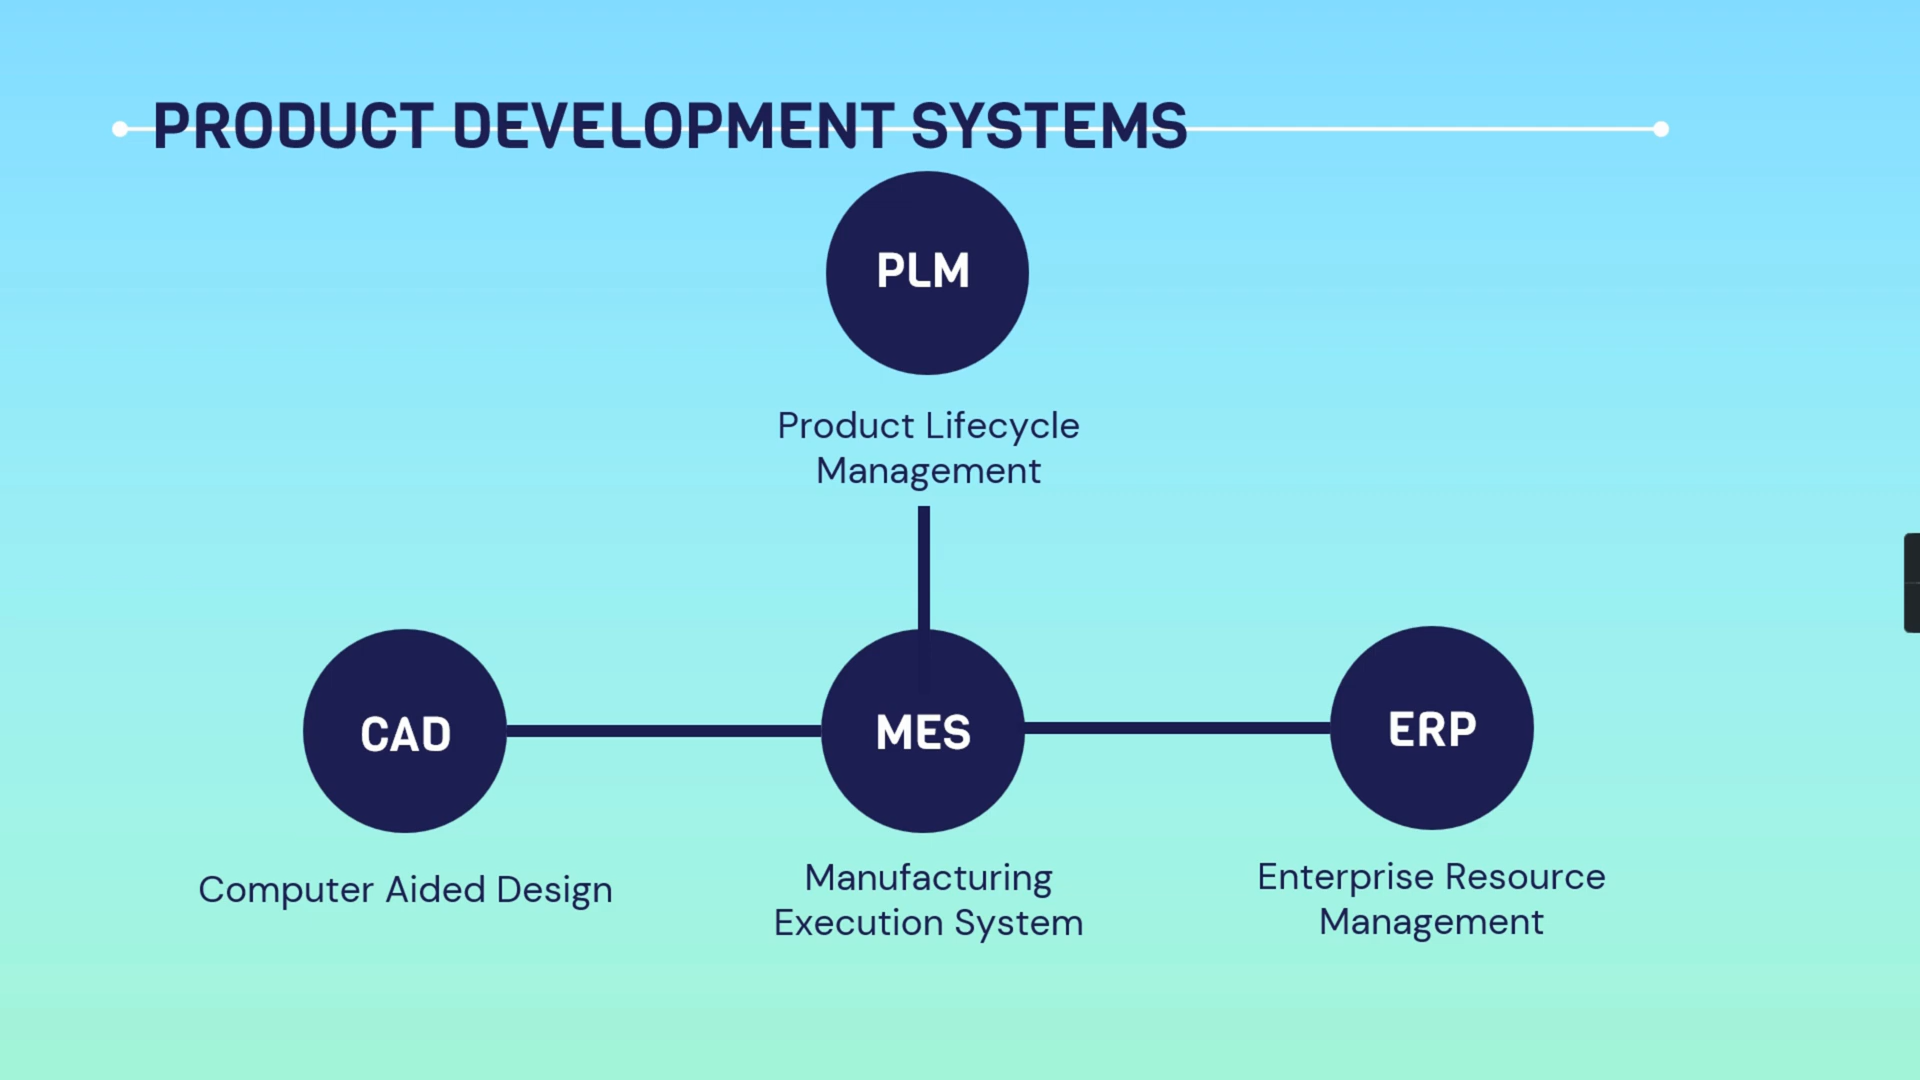 PRODUCT DEVELOPMENT SYSTEMS
PLM
Product Lifecycle
Management
CAD
MES
ERP
Computer Aided Design
Manufacturing
Execution System
Enterprise Resource
Management